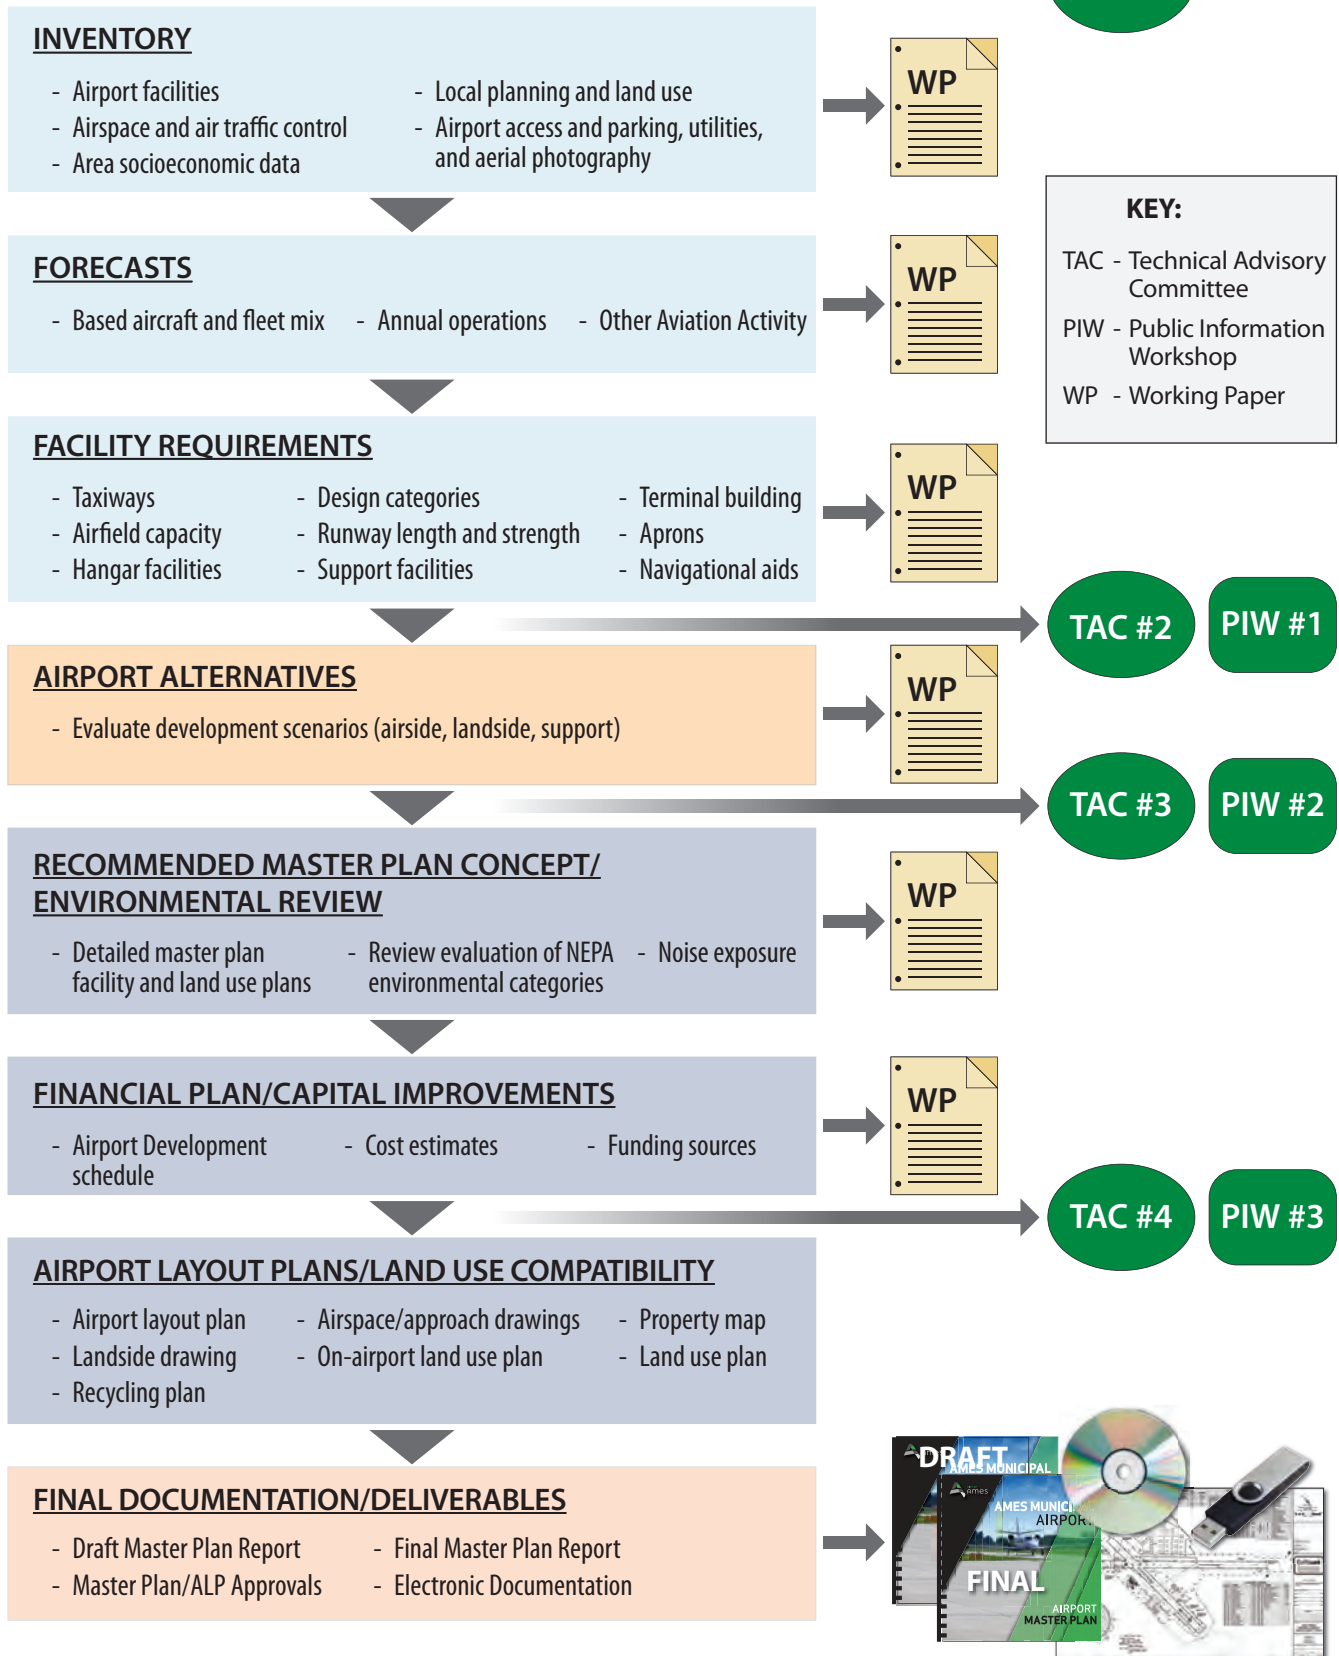 INVENTORY
- Airport facilities
- Airspace and air traffic control
- Area socioeconomic data
- Local planning and land use
- Airport access and parking, utilities,
and aerial photography
WP
KEY:
TAC - Technical Advisory
Committee
PIW - Public Information
Workshop
WP - Working Paper
FORECASTS
- Based aircraft and fleet mix - Annual operations - Other Aviation Activity
WP
FACILITY REQUIREMENTS
- Taxiways
- Airfield capacity
- Hangar facilities
- Design categories
- Runway length and strength
- Support facilities
- Terminal building
- Aprons
- Navigational aids
WP
TAC #2
PIW #1
AIRPORT ALTERNATIVES
- Evaluate development scenarios (airside, landside, support)
WP
TAC #3
PIW #2
RECOMMENDED MASTER PLAN CONCEPT/
ENVIRONMENTAL REVIEW
- Detailed master plan
facility and land use plans
- Review evaluation of NEPA
environmental categories
- Noise exposure
WP
FINANCIAL PLAN/CAPITAL IMPROVEMENTS
- Airport Development
schedule
- Cost estimates
- Funding sources
WP
TAC #4
PIW #3
AIRPORT LAYOUT PLANS/LAND USE COMPATIBILITY
- Airport layout plan
- Landside drawing
- Recycling plan
- Airspace/approach drawings
- On-airport land use plan
- Property map
- Land use plan
FINAL DOCUMENTATION/DELIVERABLES
- Draft Master Plan Report
- Master Plan/ALP Approvals
- Final Master Plan Report
- Electronic Documentation
DRAFT
AMES MUNICIPAL
ames
AMES MUNICI
AIRPOR
FINAL
AIRPORT
MASTER PLAN